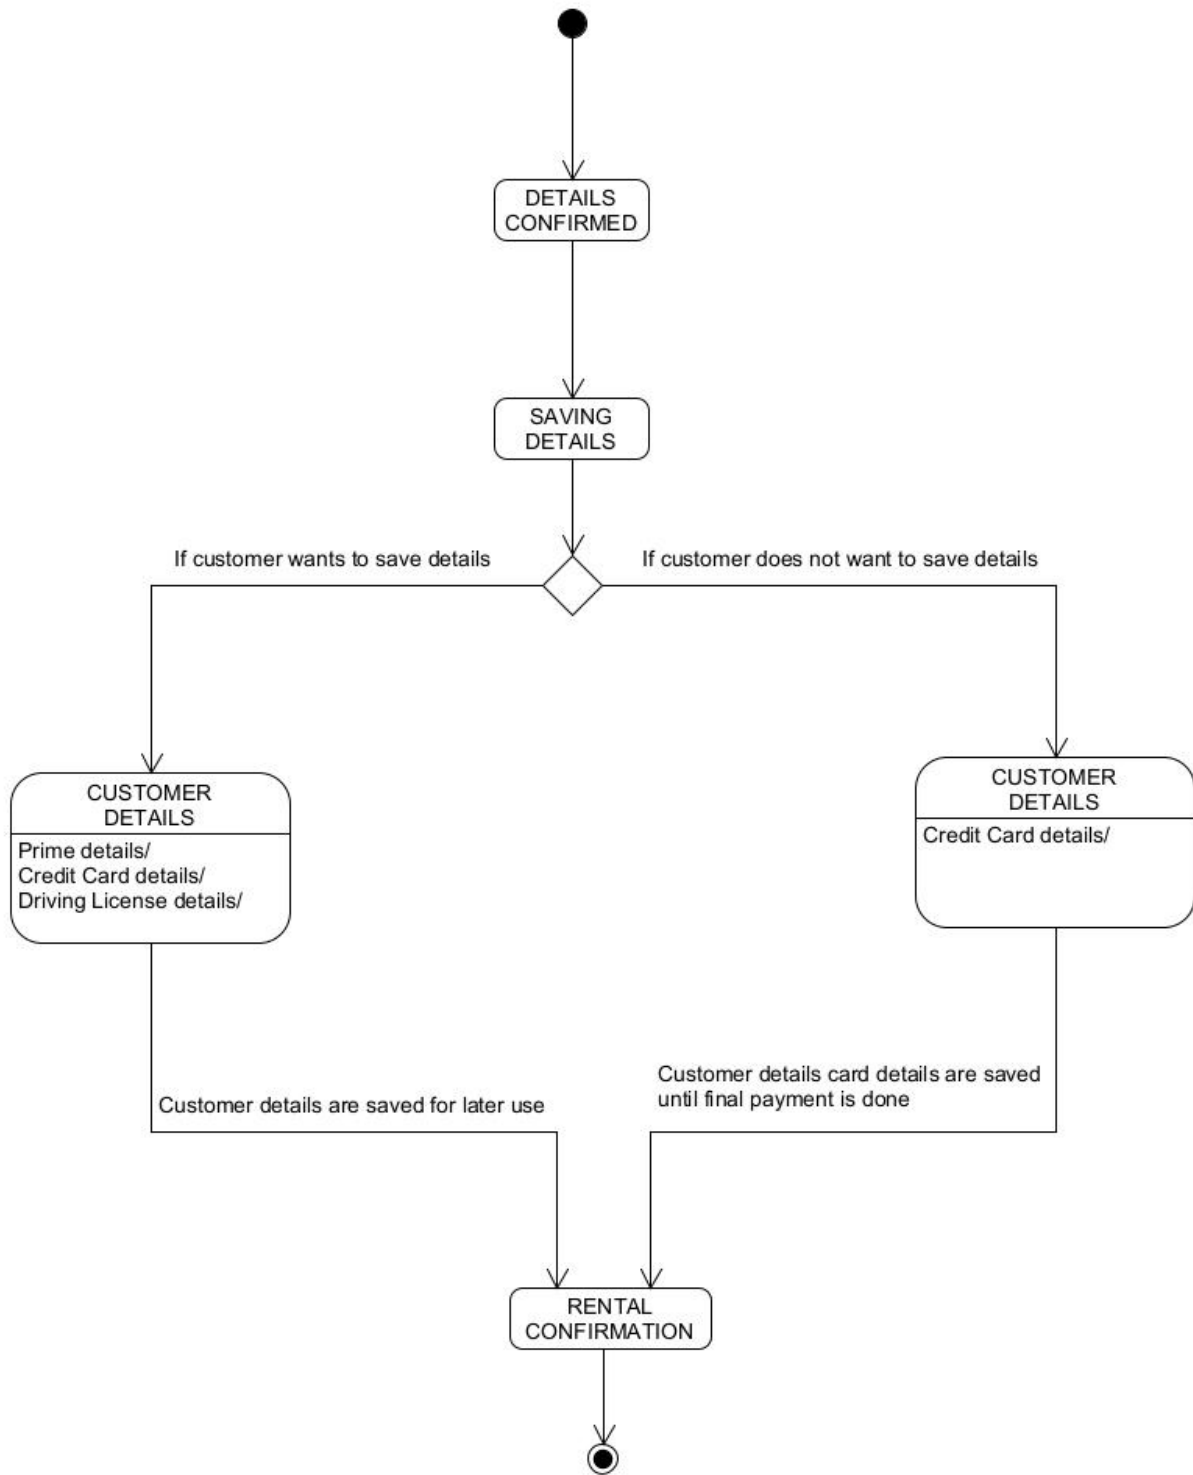 DETAILS
CONFIRMED
SAVING
DETAILS
If customer wants to save details
If customer does not want to save details
CUSTOMER
DETAILS
Prime details/
Credit Card details/
Driving License details/
CUSTOMER
DETAILS
Credit Card details/
Customer details are saved for later use
Customer details card details are saved
until final payment is done
RENTAL
CONFIRMATION